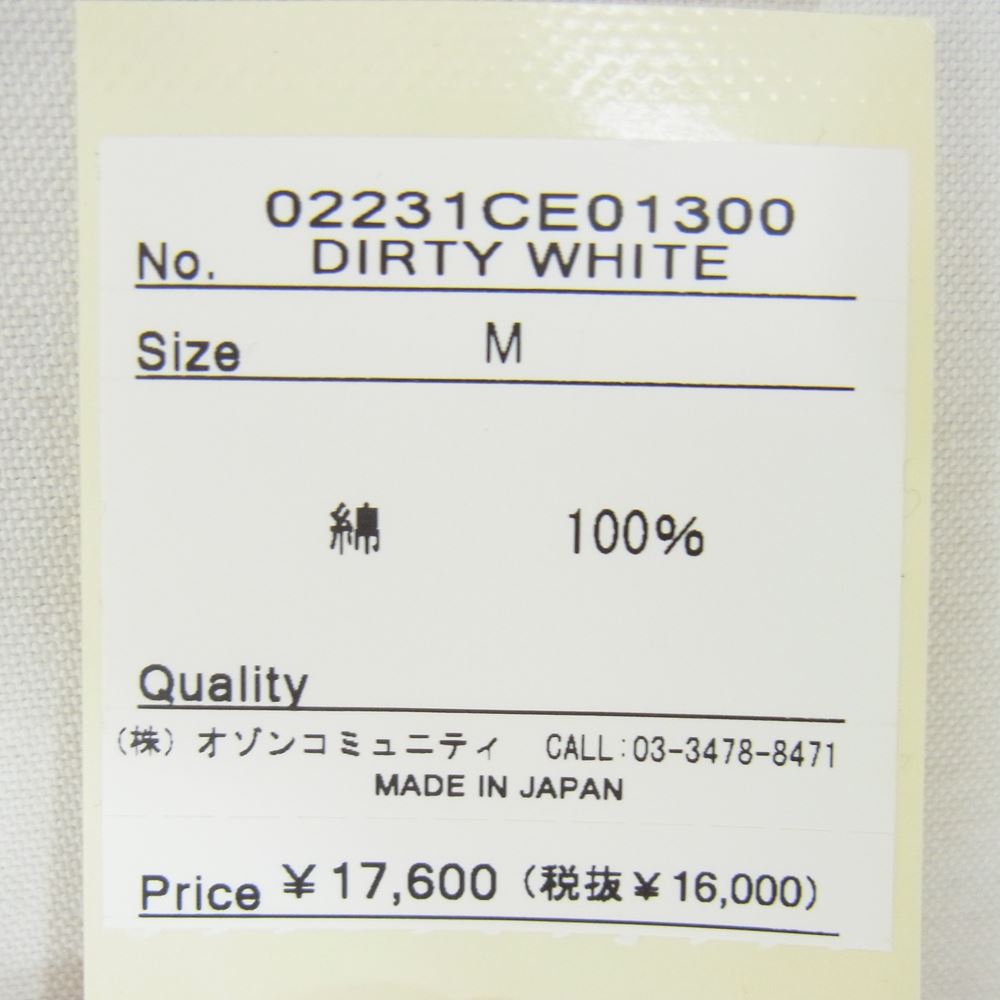 02231CE01300
No. DIRTY WHITE
Size M
綿 100%
Quality
(株) オゾンコミュニティ CALL:03-3478-8471
MADE IN JAPAN
Price ¥17,600 (税抜¥16,000)